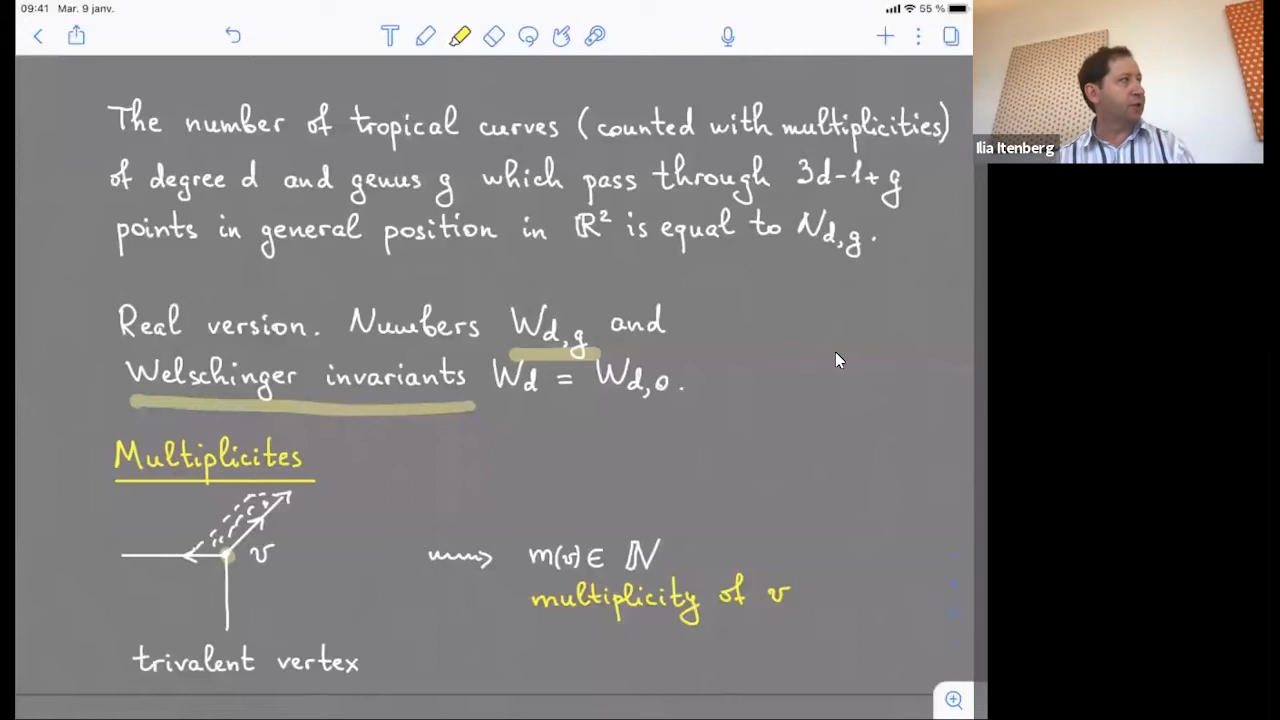 09:41 Mar. 9 janv.
55 %
The number of tropical curves (counted with multiplicities)
of degree d and genus g which pass through 3d-1+g
points in general position in ℝ² is equal to N_{d,g}.
Real version. Numbers W_{d,g} and
Welschinger invariants W_d = W_{d,0}.
Multiplicites
v
m(v) ∈ ℕ
multiplicity of v
trivalent vertex
Ilia Itenberg